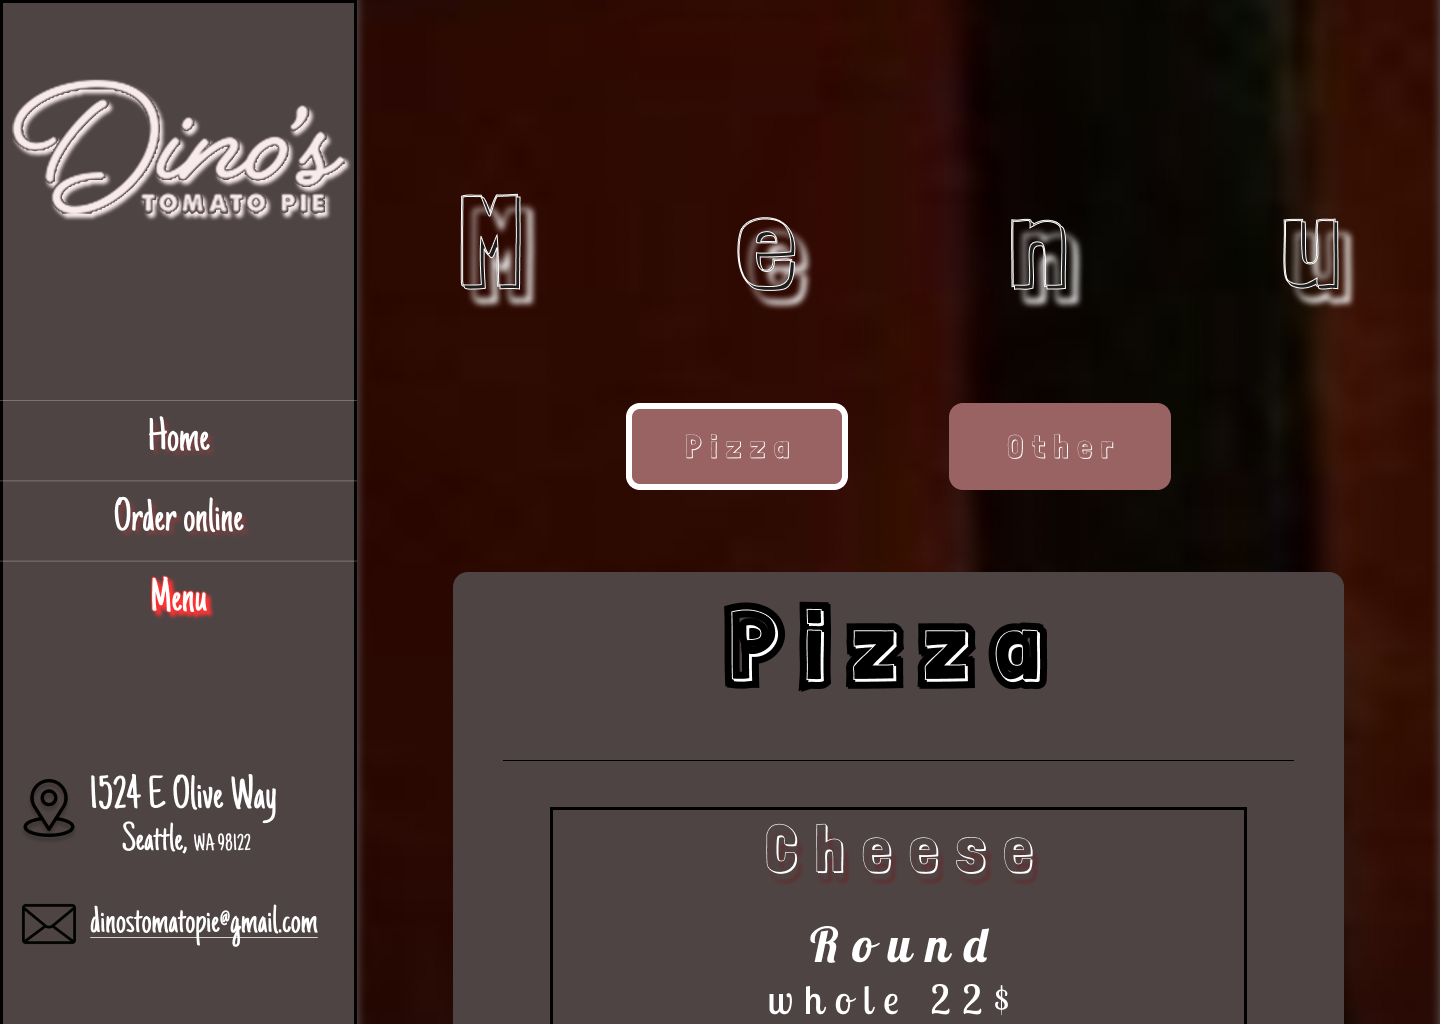 Dino's
TOMATO PIE
Home
Order online
Menu
1524 E Olive Way
Seattle, WA 98122
dinostomatopie@gmail.com
Menu
Pizza
Other
Pizza
Cheese
Round
whole 22$